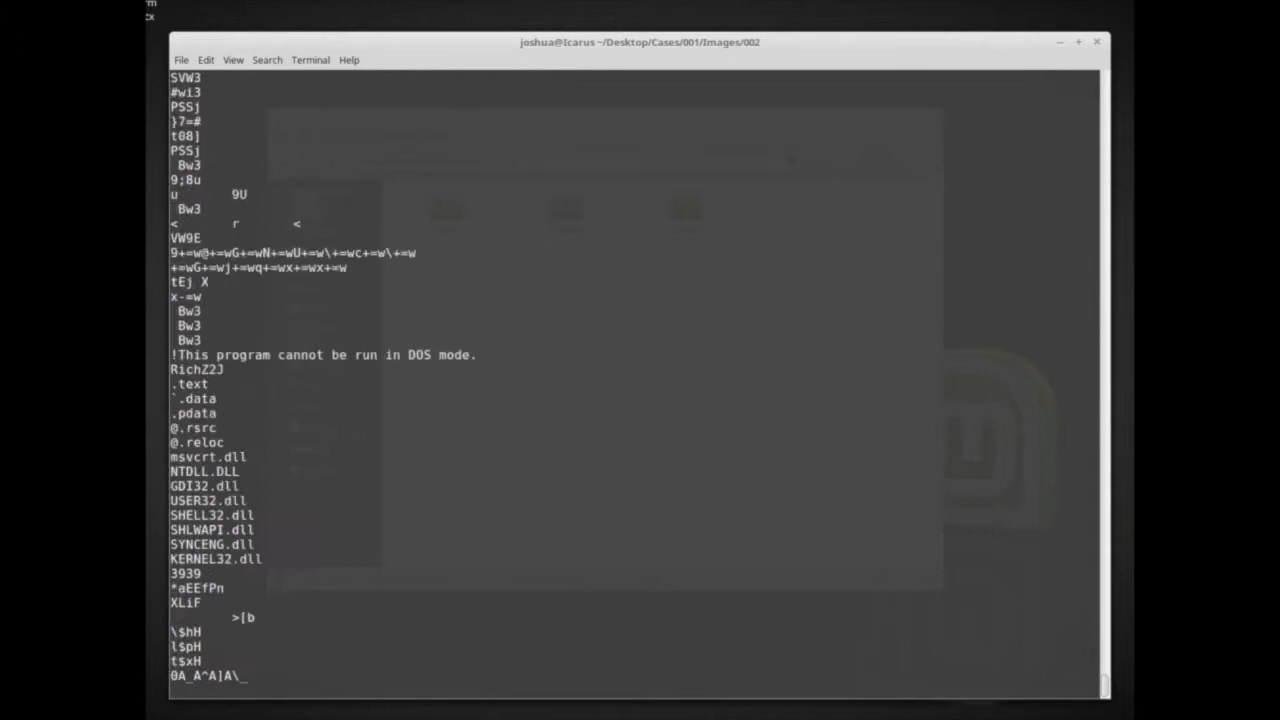 rm
cx
joshua@Icarus ~/Desktop/Cases/001/Images/002
File Edit View Search Terminal Help
SVW3
#wi3
PSSj
}7=#
t08]
PSSj
Bw3
9;8u
u 9U
Bw3
< r <
VW9E
9+=w@+=wG+=wN+=wU+=w\+=wc+=w\+=w
+=wG+=wj+=wq+=wx+=wx+=w
tEj X
x-=w
Bw3
Bw3
Bw3
!This program cannot be run in DOS mode.
RichZ2J
.text
`.data
.pdata
@.rsrc
@.reloc
msvcrt.dll
NTDLL.DLL
GDI32.dll
USER32.dll
SHELL32.dll
SHLWAPI.dll
SYNCENG.dll
KERNEL32.dll
3939
*aEEfPn
XLiF
>[b
\$hH
l$pH
t$xH
0A_A^A]A\_